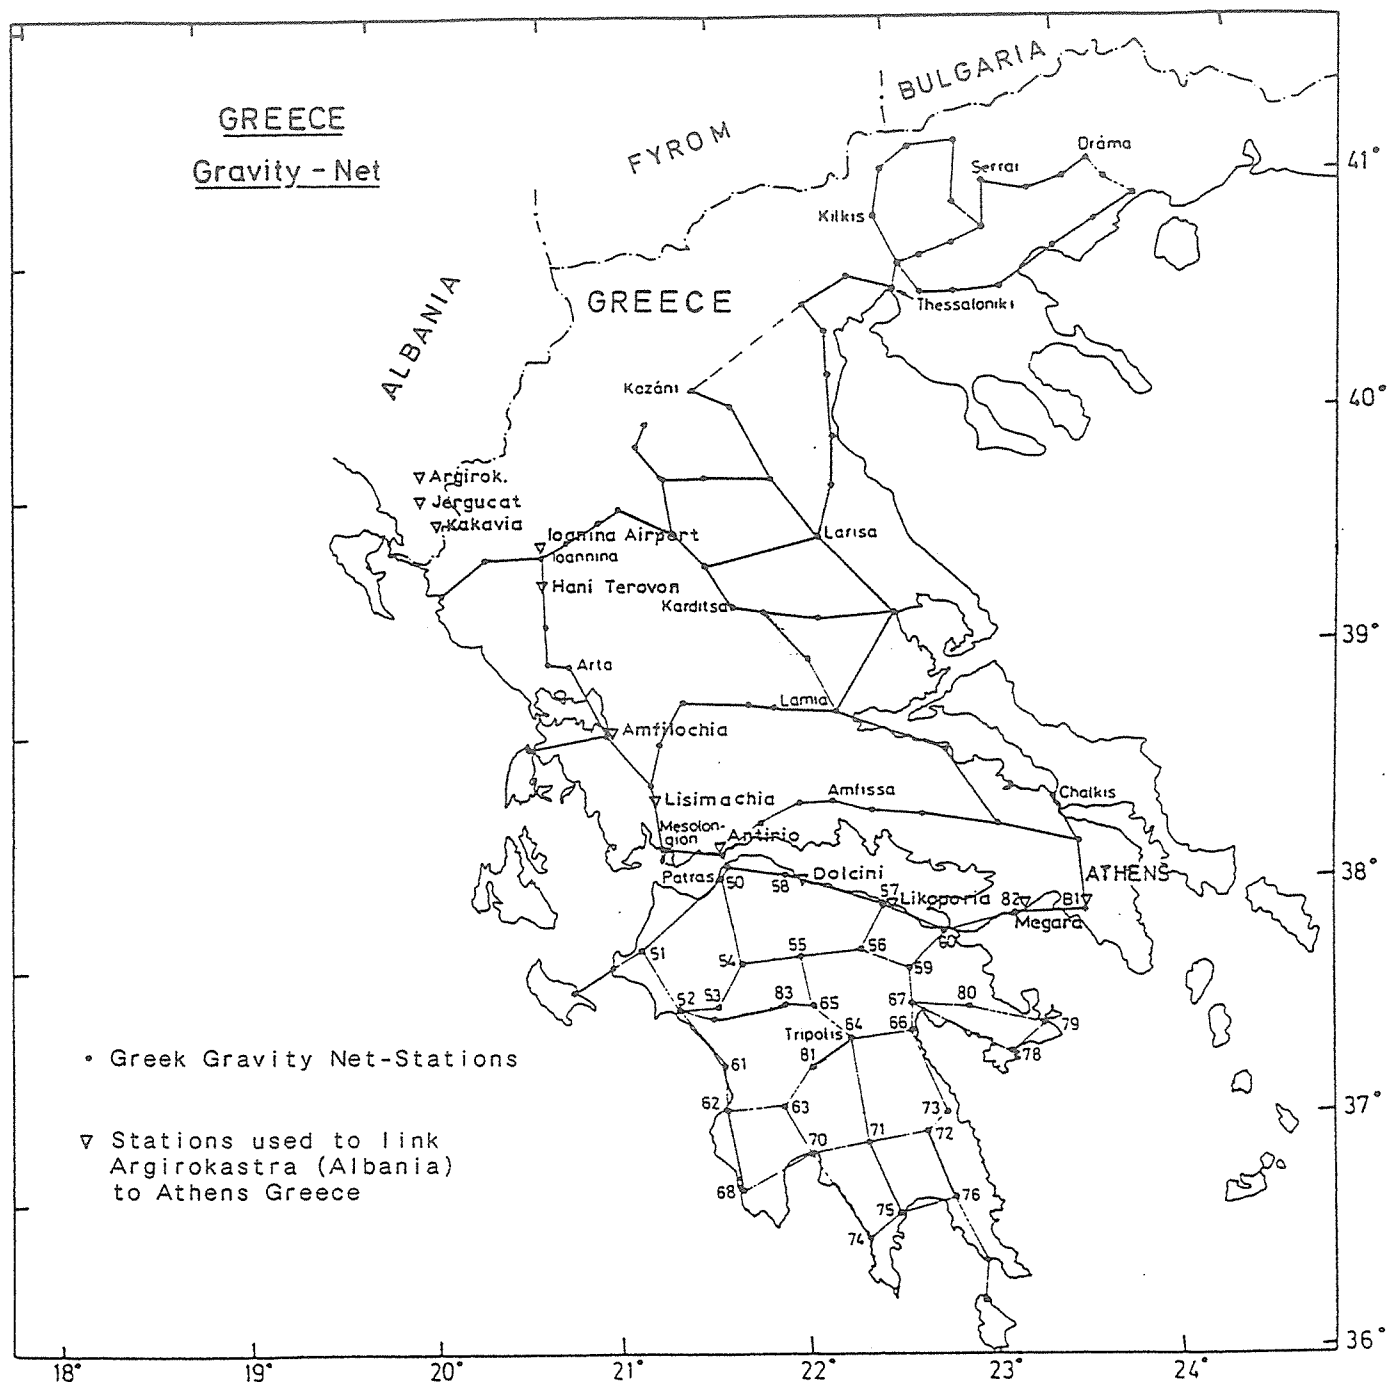 BULGARIA
GREECE
Gravity - Net
FYROM
41°
Dráma
Serrai
Kilkis
ALBANIA
GREECE
Thessaloniki
Kozáni
40°
Argirok.
Jergucat
Kakavia
Ioanina Airport
Ioannina
Larisa
Hani Terovon
Karditsa
39°
Arta
Lamia
Amfilochia
Lisimachia
Amfissa
Chalkis
Mesolon-
gion
Antirio
38°
Patras
50
58
Dolcini
57
Likoporia
82
B1
ATHENS
Megara
60
51
54
55
56
59
52
53
83
65
67
80
79
Tripolis
64
66
78
• Greek Gravity Net-Stations
61
81
62
63
73
37°
▽ Stations used to link
Argirokastra (Albania)
to Athens Greece
70
71
72
68
75
76
74
36°
18°
19°
20°
21°
22°
23°
24°